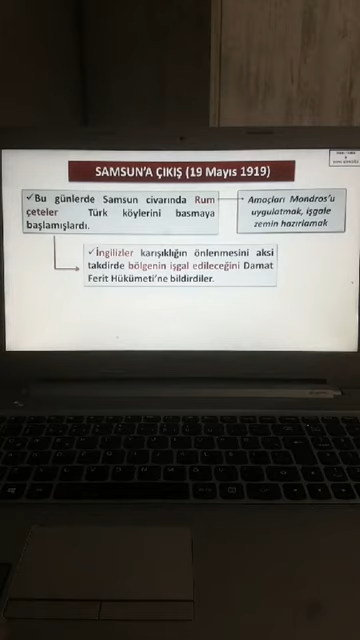 SAMSUN'A ÇIKIŞ (19 Mayıs 1919)
✓Bu günlerde Samsun civarında Rum
çeteler Türk köylerini basmaya
başlamışlardı.
Amaçları Mondros'u
uygulatmak, işgale
zemin hazırlamak
✓İngilizler karışıklığın önlenmesini aksi
takdirde bölgenin işgal edileceğini Damat
Ferit Hükümeti'ne bildirdiler.